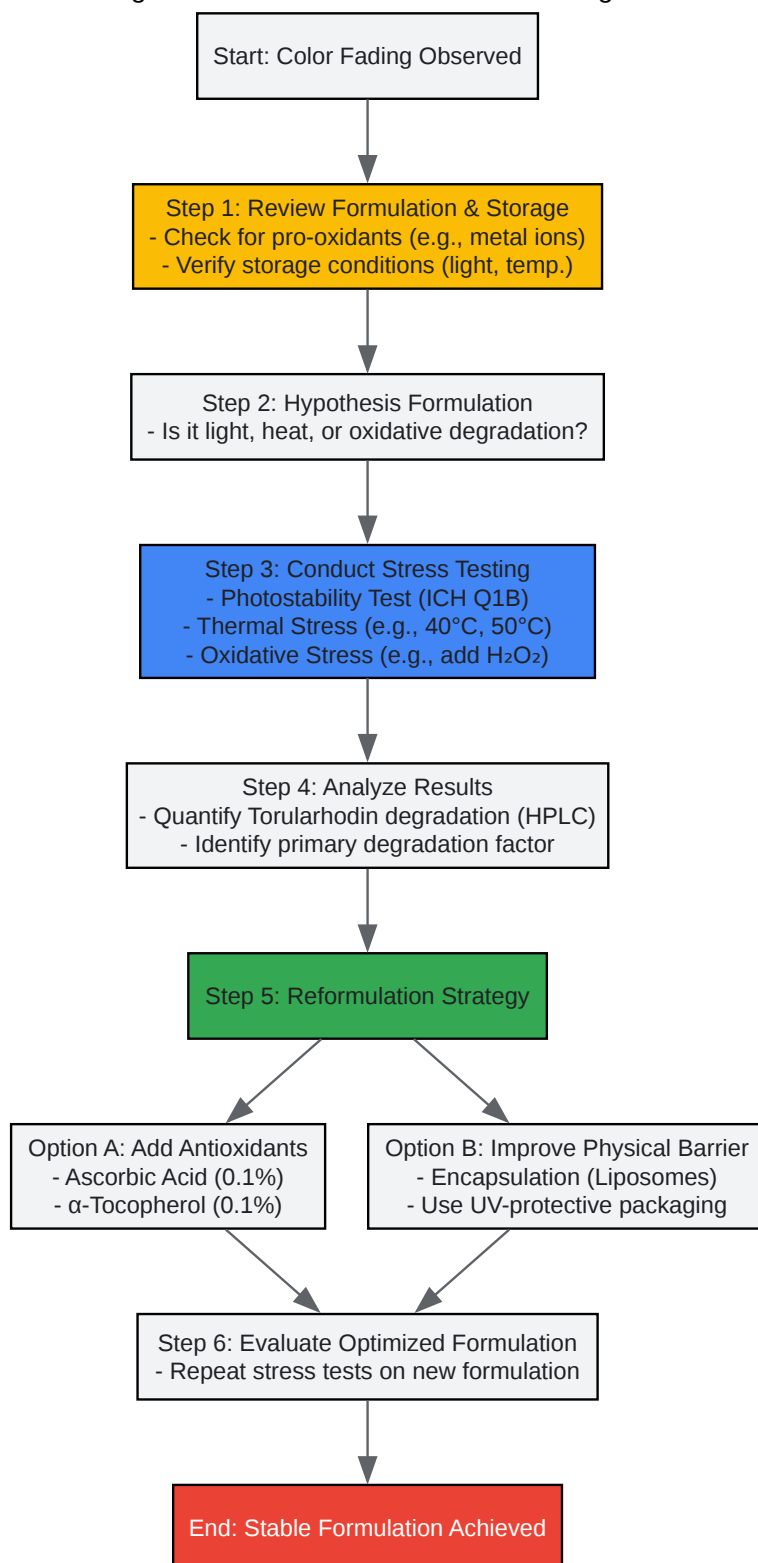 Start: Color Fading Observed
Step 1: Review Formulation & Storage
- Check for pro-oxidants (e.g., metal ions)
- Verify storage conditions (light, temp.)
Step 2: Hypothesis Formulation
- Is it light, heat, or oxidative degradation?
Step 3: Conduct Stress Testing
- Photostability Test (ICH Q1B)
- Thermal Stress (e.g., 40°C, 50°C)
- Oxidative Stress (e.g., add H₂O₂)
Step 4: Analyze Results
- Quantify Torularhodin degradation (HPLC)
- Identify primary degradation factor
Step 5: Reformulation Strategy
Option A: Add Antioxidants
- Ascorbic Acid (0.1%)
- α-Tocopherol (0.1%)
Option B: Improve Physical Barrier
- Encapsulation (Liposomes)
- Use UV-protective packaging
Step 6: Evaluate Optimized Formulation
- Repeat stress tests on new formulation
End: Stable Formulation Achieved